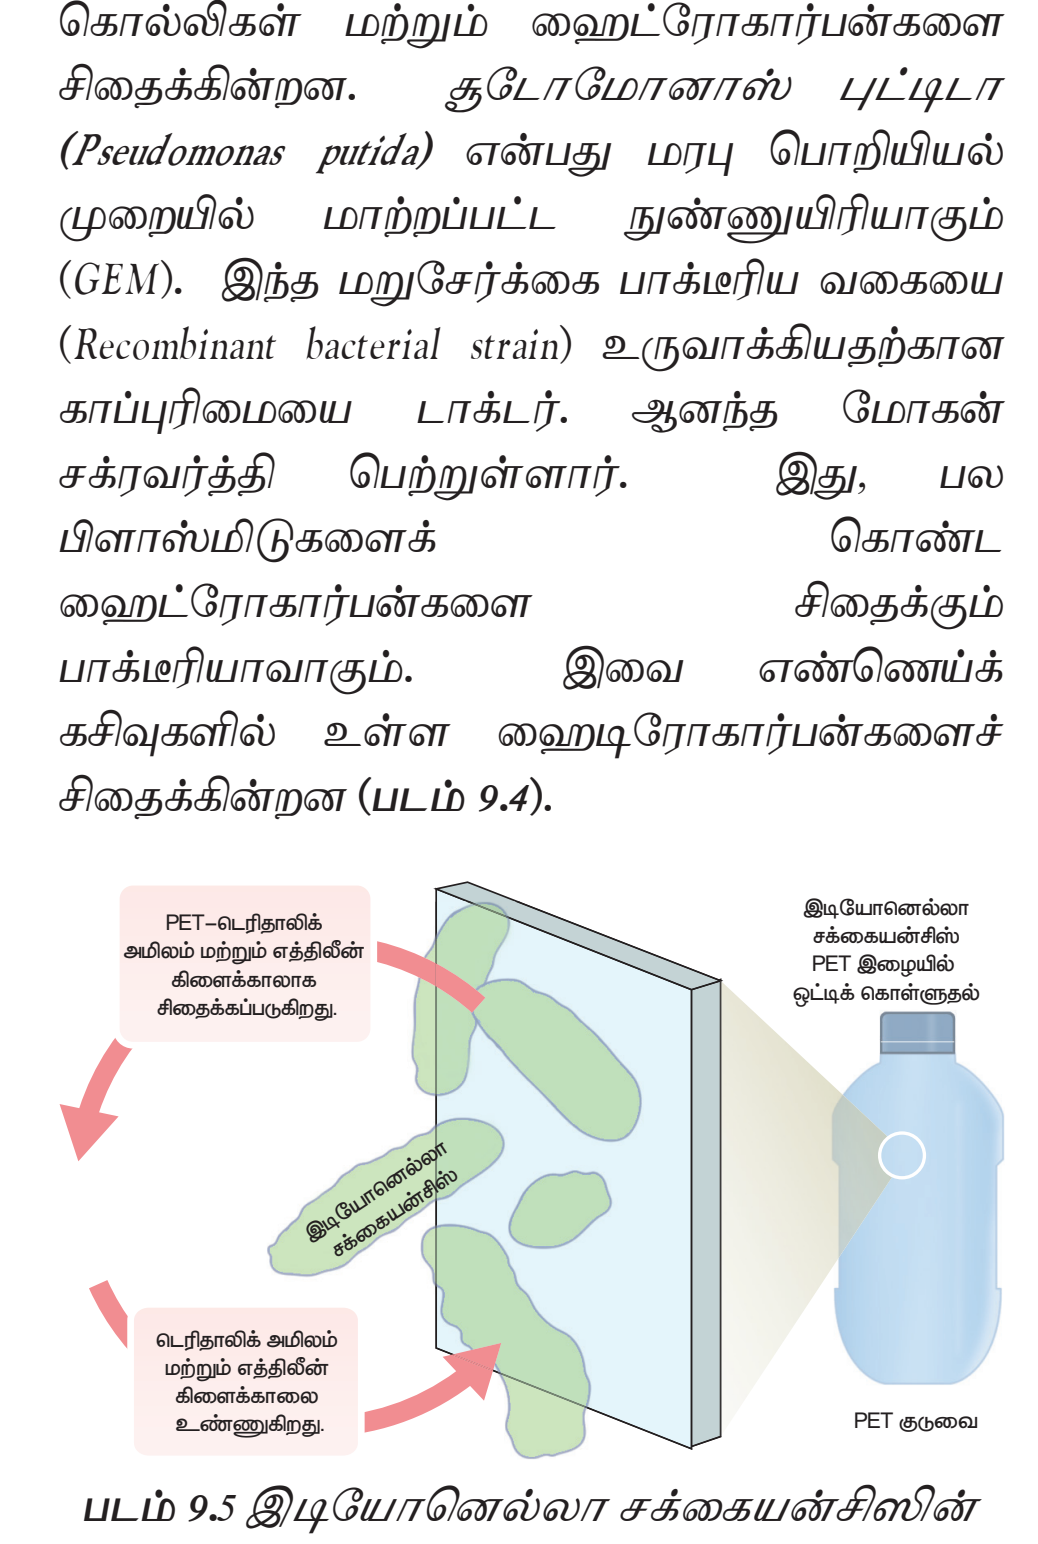 கொல்லிகள் மற்றும் ஹைட்ரோகார்பன்களை
சிதைக்கின்றன. சூடோமோனாஸ் புட்டிடா
(Pseudomonas putida) என்பது மரபு பொறியியல்
முறையில் மாற்றப்பட்ட நுண்ணுயிரியாகும்
(GEM). இந்த மறுசேர்க்கை பாக்டீரிய வகையை
(Recombinant bacterial strain) உருவாக்கியதற்கான
காப்புரிமையை டாக்டர். ஆனந்த மோகன்
சக்ரவர்த்தி பெற்றுள்ளார். இது, பல
பிளாஸ்மிடுகளைக் கொண்ட
ஹைட்ரோகார்பன்களை சிதைக்கும்
பாக்டீரியாவாகும். இவை எண்ணெய்க்
கசிவுகளில் உள்ள ஹைடிரோகார்பன்களைச்
சிதைக்கின்றன (படம் 9.4).
PET–டெரிதாலிக்
அமிலம் மற்றும் எத்திலீன்
கிளைக்காலாக
சிதைக்கப்படுகிறது.
இடியோனெல்லா
சக்கையன்சிஸ்
PET இழையில்
ஒட்டிக் கொள்ளுதல்
இடியோனெல்லா
சக்கையன்சிஸ்
டெரிதாலிக் அமிலம்
மற்றும் எத்திலீன்
கிளைக்காலை
உண்ணுகிறது.
PET குடுவை
படம் 9.5 இடியோனெல்லா சக்கையன்சிஸின்